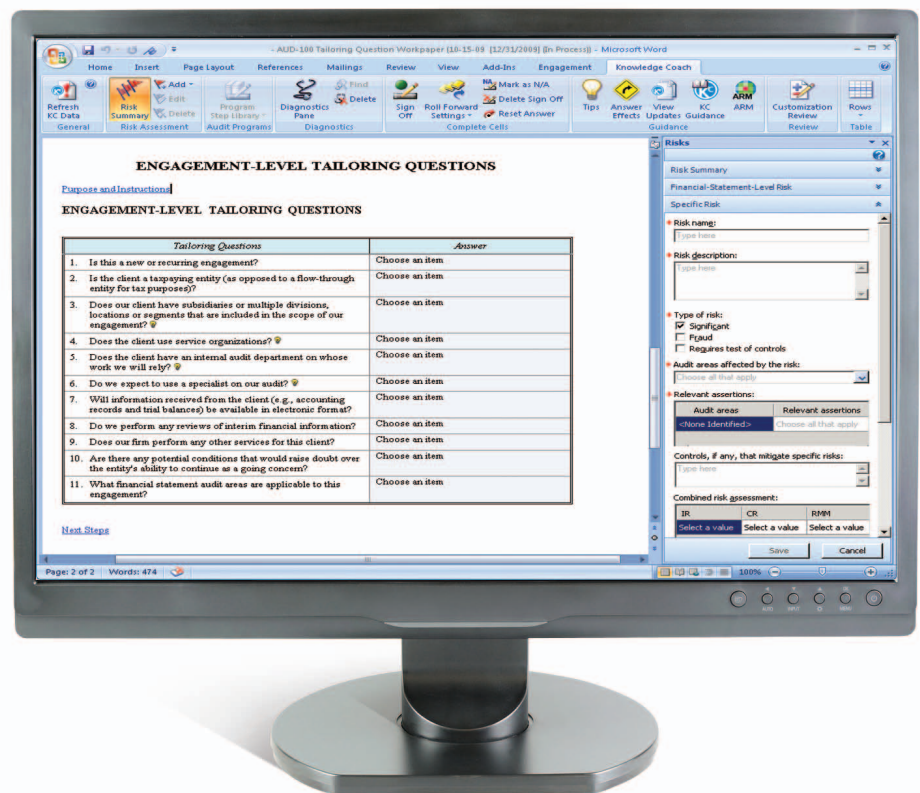 - AUD-100 Tailoring Question Workpaper (10-15-09 (12/31/2009) (In Process)) - Microsoft Word
Home Insert Page Layout References Mailings Review View Add-Ins Engagement Knowledge Coach
Refresh KC Data
General
Risk Summary
Add
Edit
Delete
Risk Assessment
Program Step Library
Audit Programs
Diagnostics Pane
Find
Delete
Diagnostics
Sign Off
Roll Forward Settings
Mark as N/A
Delete Sign Off
Reset Answer
Complete Cells
Tips
Answer Effects
View Updates
KC Guidance
ARM
ARM
Guidance
Customization Review
Review
Rows
Table
ENGAGEMENT-LEVEL TAILORING QUESTIONS
Purpose and Instructions
ENGAGEMENT-LEVEL TAILORING QUESTIONS
Tailoring Questions Answer
1. Is this a new or recurring engagement? Choose an item
2. Is the client a taxpaying entity (as opposed to a flow-through Choose an item
entity for tax purposes)?
3. Does our client have subsidiaries or multiple divisions, Choose an item
locations or segments that are included in the scope of our
engagement?
4. Does the client use service organizations? Choose an item
5. Does the client have an internal audit department on whose Choose an item
work we will rely?
6. Do we expect to use a specialist on our audit? Choose an item
7. Will information received from the client (e.g., accounting Choose an item
records and trial balances) be available in electronic format?
8. Do we perform any reviews of interim financial information? Choose an item
9. Does our firm perform any other services for this client? Choose an item
10. Are there any potential conditions that would raise doubt over Choose an item
the entity's ability to continue as a going concern?
11. What financial statement audit areas are applicable to this Choose an item
engagement?
Next Steps
Risks
Risk Summary
Financial-Statement-Level Risk
Specific Risk
* Risk name:
Type here
* Risk description:
Type here
* Type of risk:
Significant
Fraud
Requires test of controls
* Audit areas affected by the risk:
Choose all that apply
* Relevant assertions:
Audit areas Relevant assertions
<None Identified> Choose all that apply
Controls, if any, that mitigate specific risks:
Type here
Combined risk assessment:
IR CR RMM
Select a value Select a value Select a value
Save Cancel
Page: 2 of 2 Words: 474 100%
AUTO INPUT MENU